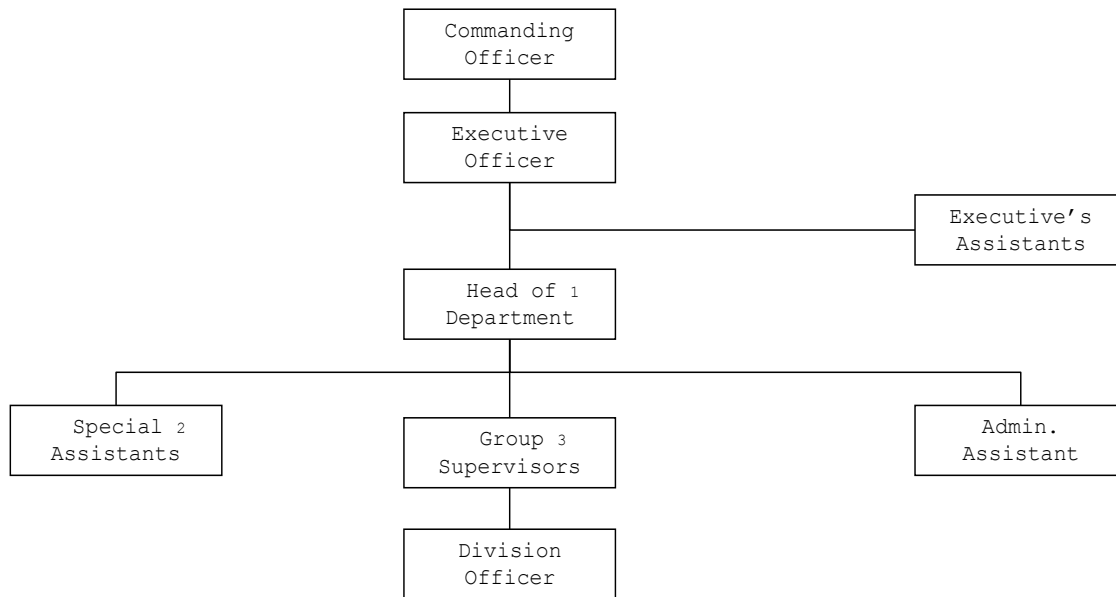 Commanding
Officer
Executive
Officer
Executive’s
Assistants
Head of 1
Department
Special 2
Assistants
Group 3
Supervisors
Admin.
Assistant
Division
Officer